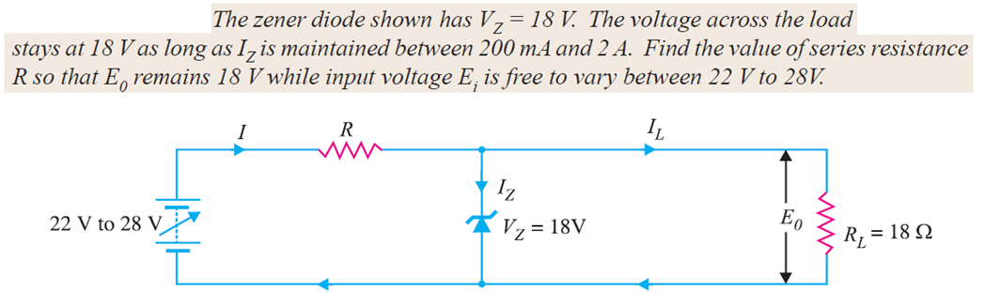 The zener diode shown has V_Z = 18 V. The voltage across the load
stays at 18 V as long as I_Z is maintained between 200 mA and 2 A. Find the value of series resistance
R so that E_0 remains 18 V while input voltage E_i is free to vary between 22 V to 28V.
I
R
I_L
I_Z
22 V to 28 V
V_Z = 18V
E_0
R_L = 18 Ω